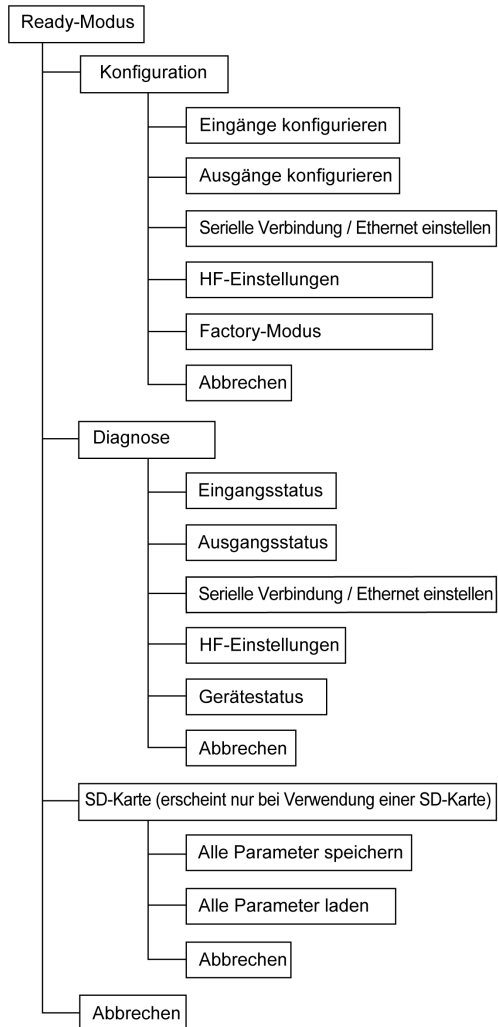 Ready-Modus
Konfiguration
Eingänge konfigurieren
Ausgänge konfigurieren
Serielle Verbindung / Ethernet einstellen
HF-Einstellungen
Factory-Modus
Abbrechen
Diagnose
Eingangsstatus
Ausgangsstatus
Serielle Verbindung / Ethernet einstellen
HF-Einstellungen
Gerätestatus
Abbrechen
SD-Karte (erscheint nur bei Verwendung einer SD-Karte)
Alle Parameter speichern
Alle Parameter laden
Abbrechen
Abbrechen